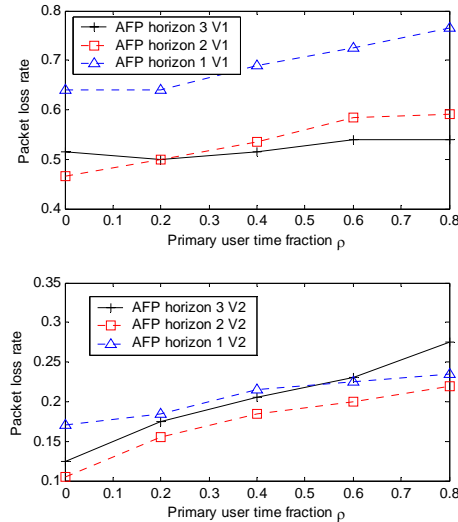 0.8
0.7
0.6
0.5
0.4
Packet loss rate
AFP horizon 3 V1
AFP horizon 2 V1
AFP horizon 1 V1
0 0.1 0.2 0.3 0.4 0.5 0.6 0.7 0.8
Primary user time fraction ρ
0.35
0.3
0.25
0.2
0.15
0.1
Packet loss rate
AFP horizon 3 V2
AFP horizon 2 V2
AFP horizon 1 V2
0 0.1 0.2 0.3 0.4 0.5 0.6 0.7 0.8
Primary user time fraction ρ